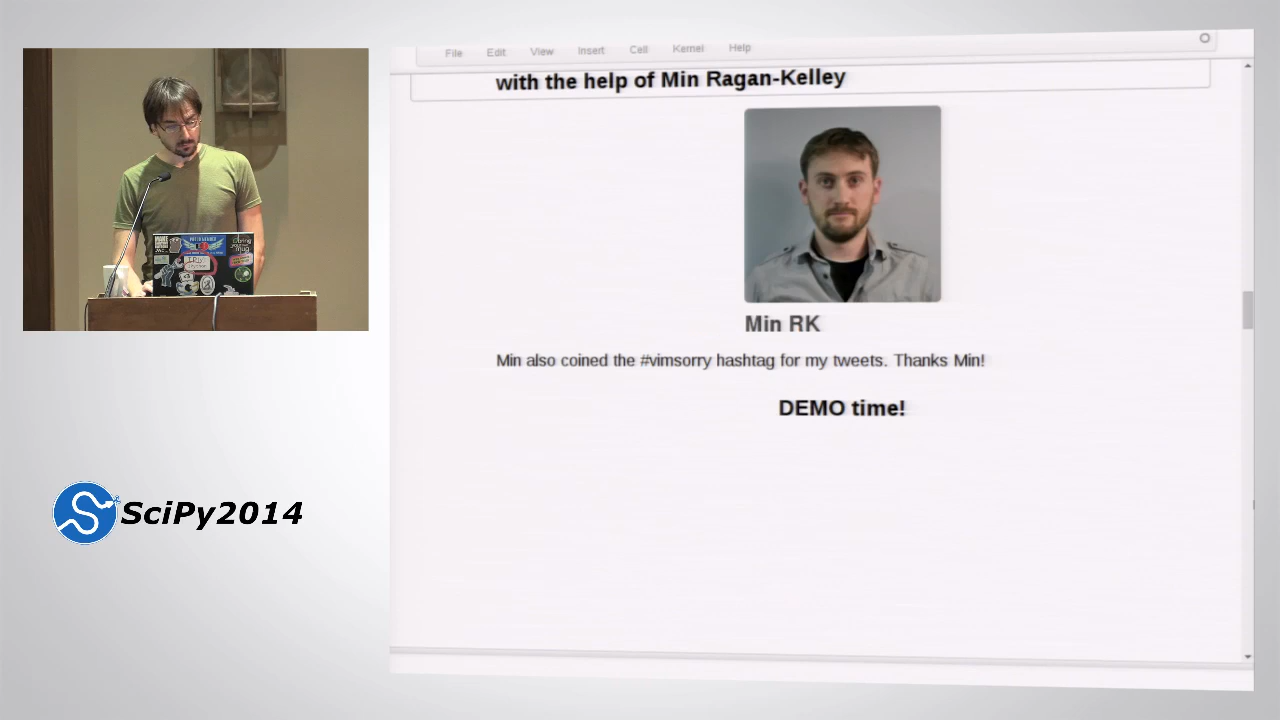 File Edit View Insert Cell Kernel Help
with the help of Min Ragan-Kelley
Min RK
Min also coined the #vimsorry hashtag for my tweets. Thanks Min!
DEMO time!
SciPy2014